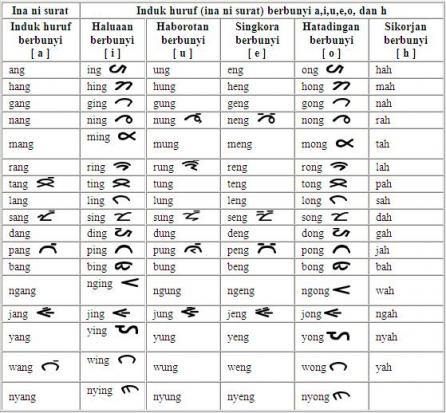 Ina ni surat Induk huruf (ina ni surat) berbunyi a,i,u,e,o, dan h
Induk huruf berbunyi [ a ] Haluaan berbunyi [ i ] Haborotan berbunyi [ u ] Singkora berbunyi [ e ] Hatadingan berbunyi [ o ] Sikorjan berbunyi [ h ]
ang ing ung eng ong hah
hang hing hung heng hong mah
gang ging gung geng gong nah
nang ning nung neng nong rah
mang ming mung meng mong tah
rang ring rung reng rong lah
tang ting tung teng tong pah
lang ling lung leng long sah
sang sing sung seng song dah
dang ding dung deng dong gah
pang ping pung peng pong jah
bang bing bung beng bong bah
ngang nging ngung ngeng ngong wah
jang jing jung jeng jong ngah
yang ying yung yeng yong nyah
wang wing wung weng wong yah
nyang nying nyung nyeng nyong